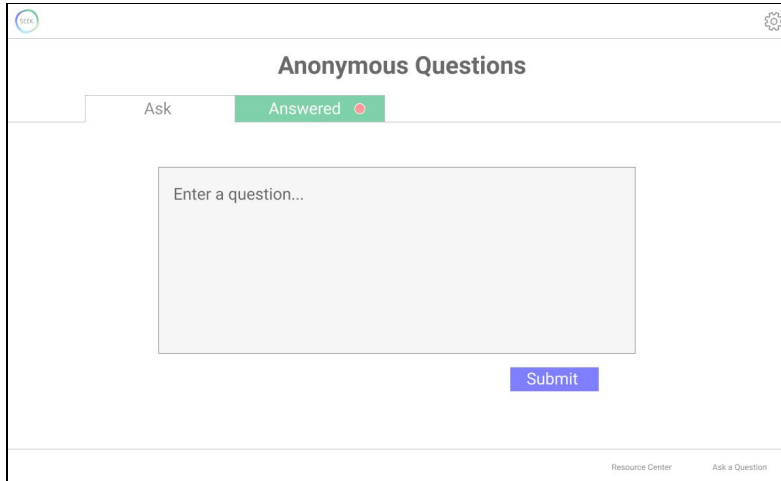 SEEK
Anonymous Questions
Ask
Answered
Enter a question...
Submit
Resource Center
Ask a Question